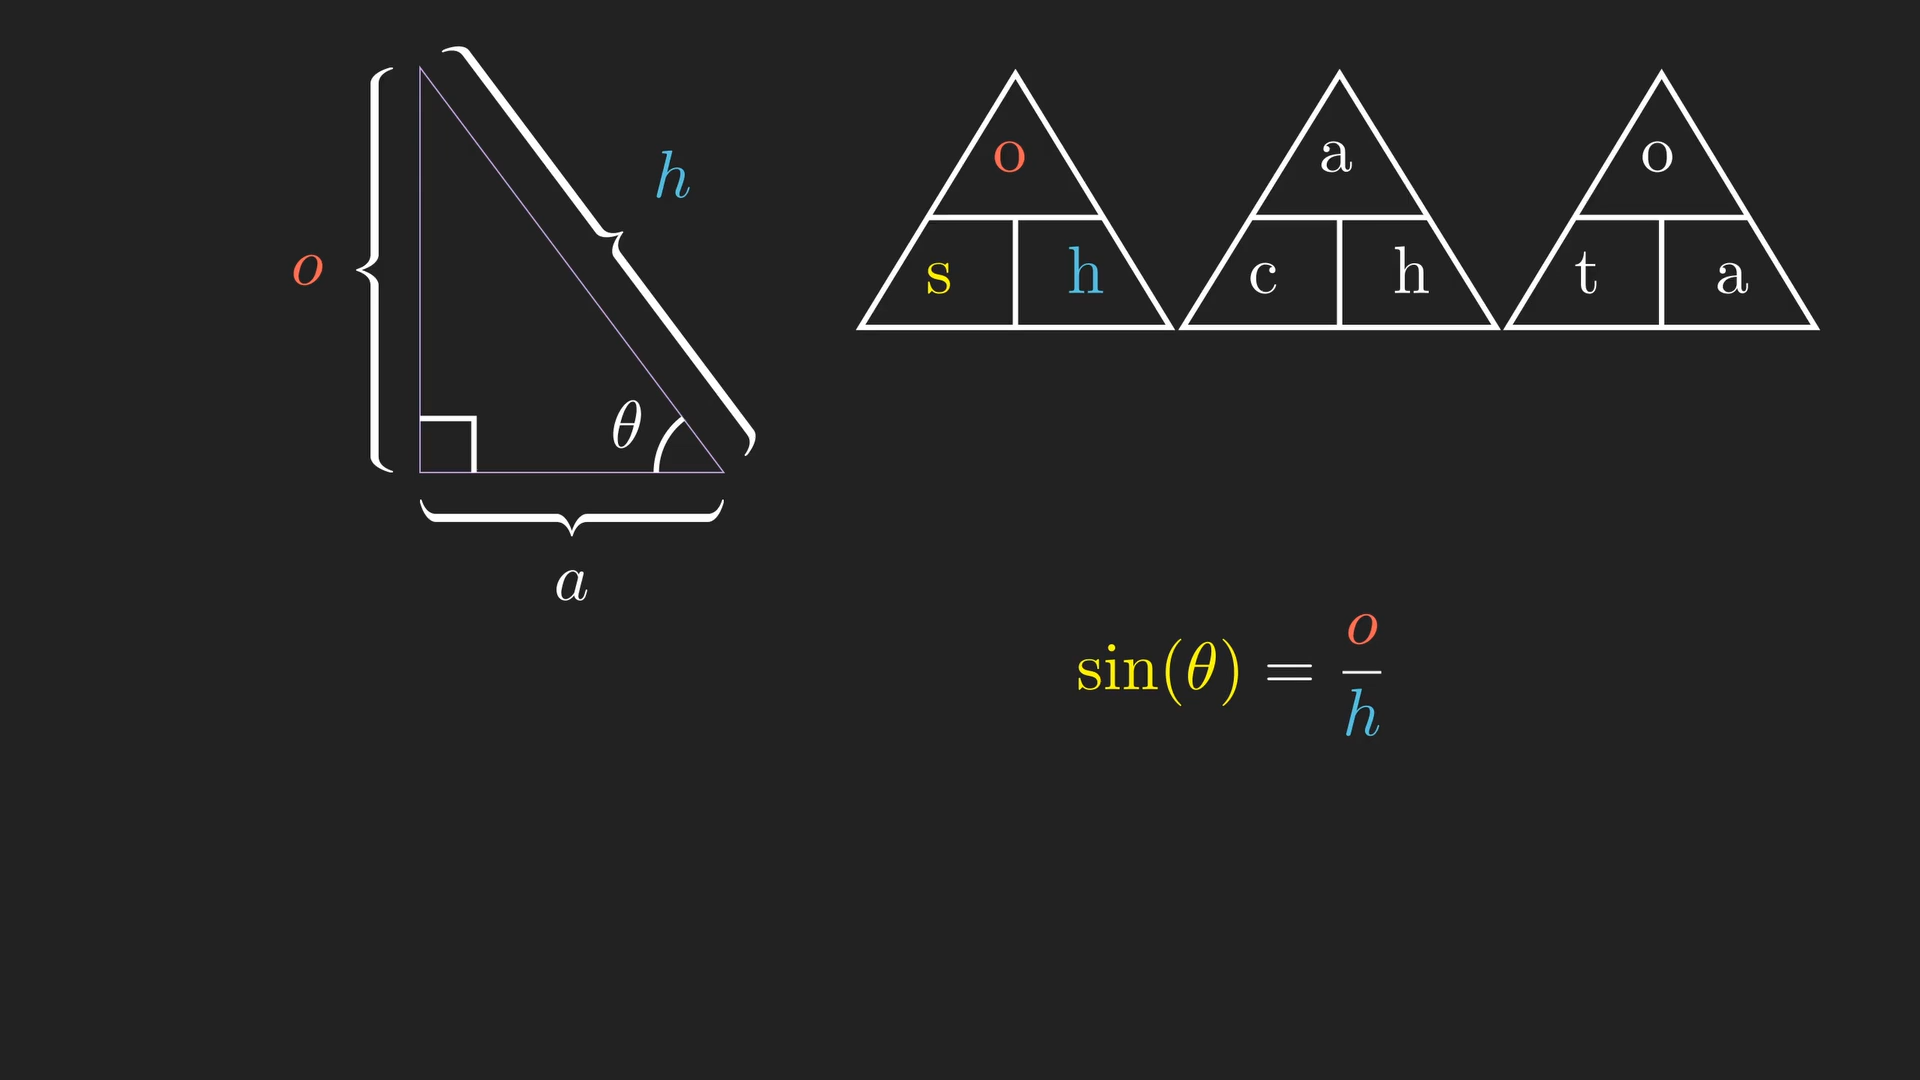 h
o
θ
a
o
s h
a
c h
o
t a
sin(θ) = o/h